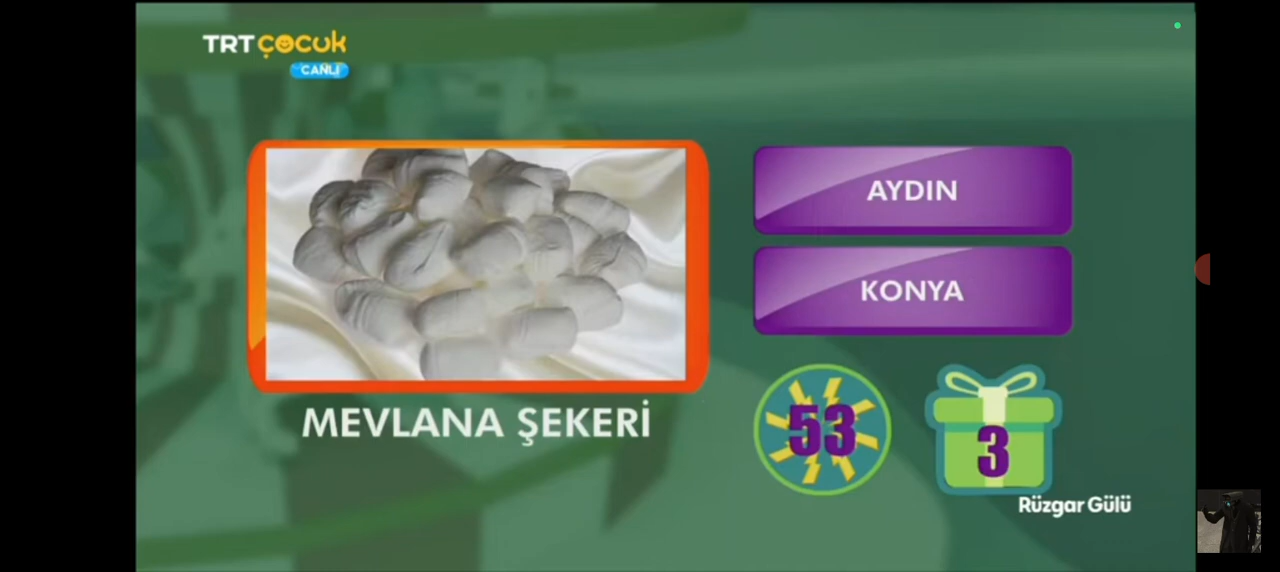 TRT çocuk
CANLI
AYDIN
KONYA
MEVLANA ŞEKERİ
53
3
Rüzgar Gülü